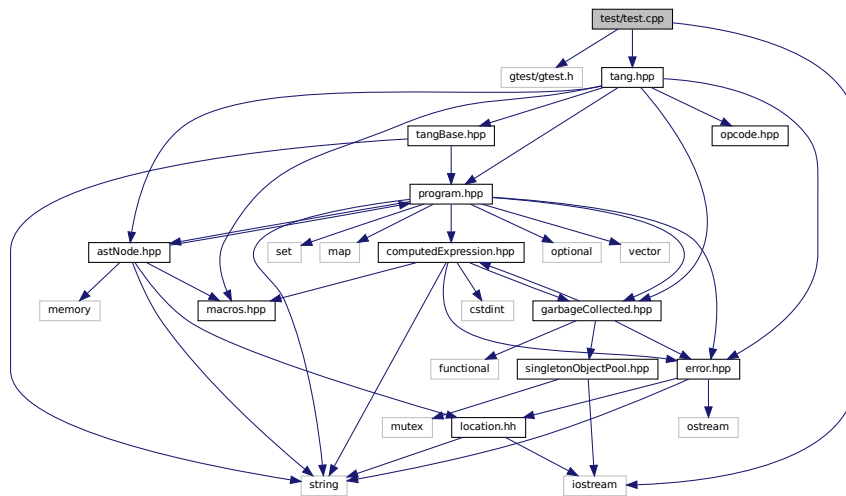 test/test.cpp
gtest/gtest.h
tang.hpp
tangBase.hpp
opcode.hpp
program.hpp
astNode.hpp
set
map
computedExpression.hpp
optional
vector
memory
macros.hpp
cstdint
garbageCollected.hpp
functional
singletonObjectPool.hpp
error.hpp
mutex
location.hh
ostream
string
iostream